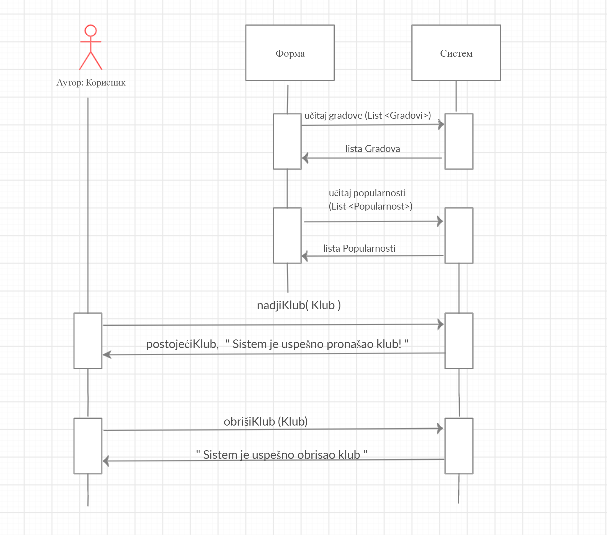 Форма
Систем
Аутор: Корисник
učitaj gradove (List <Gradovi>)
lista Gradova
učitaj popularnosti
(List <Popularnost>)
lista Popularnosti
nadjiKlub( Klub )
postojećiKlub, " Sistem je uspešno pronašao klub! "
obrišiKlub (Klub)
" Sistem je uspešno obrisao klub "